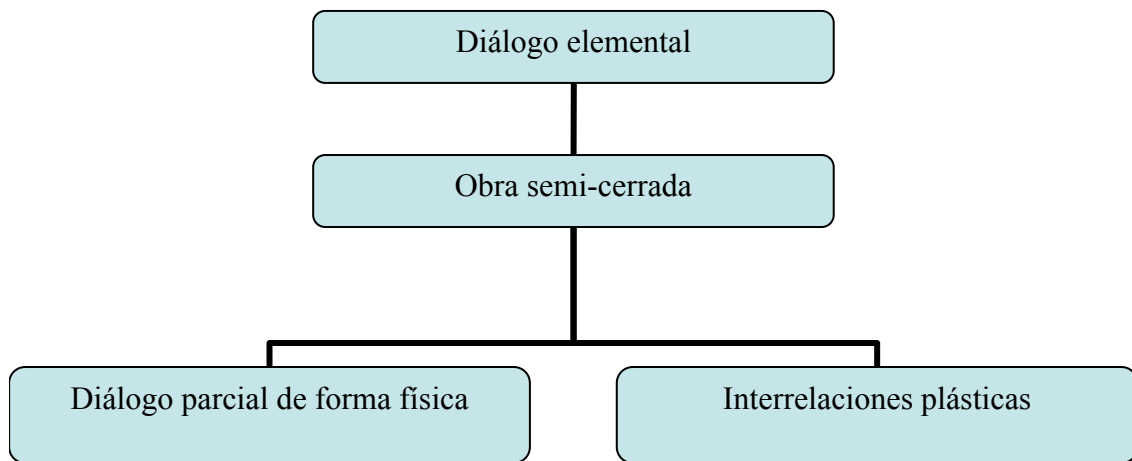 Diálogo elemental
Obra semi-cerrada
Diálogo parcial de forma física
Interrelaciones plásticas